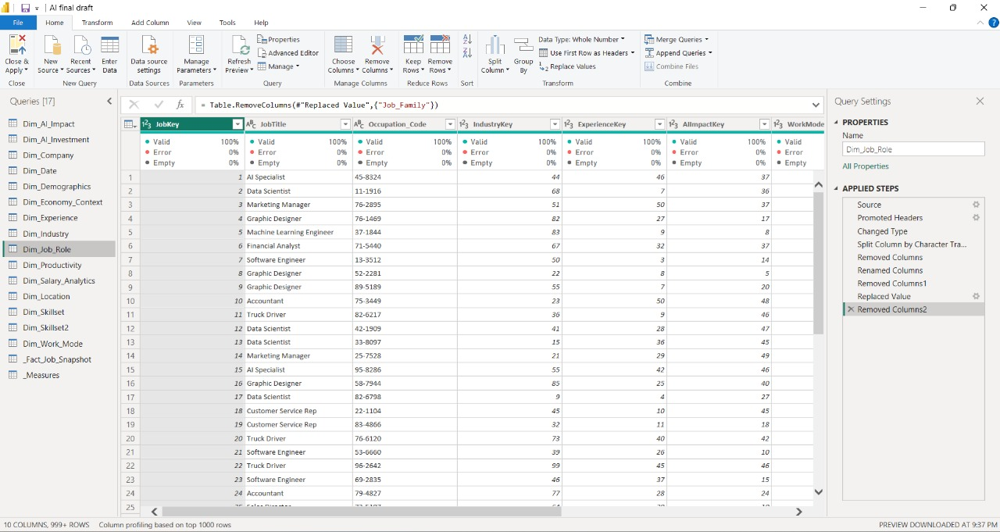 AI final draft
File Home Transform Add Column View Tools Help
Close & Apply
New Source
Recent Sources
Enter Data
Data source settings
Manage Parameters
Refresh Preview
Properties
Advanced Editor
Manage
Choose Columns
Remove Columns
Keep Rows
Remove Rows
Split Column
Group By
Data Type: Whole Number
Use First Row as Headers
Replace Values
Merge Queries
Append Queries
Combine Files
Close New Query Data Sources Parameters Query Manage Columns Reduce Rows Sort Transform Combine
Queries [17]
Dim_AI_Impact
Dim_AI_Investment
Dim_Company
Dim_Date
Dim_Demographics
Dim_Economy_Context
Dim_Experience
Dim_Industry
Dim_Job_Role
Dim_Productivity
Dim_Salary_Analytics
Dim_Location
Dim_Skillset
Dim_Skillset2
Dim_Work_Mode
_Fact_Job_Snapshot
_Measures
fx = Table.RemoveColumns(#"Replaced Value",{"Job_Family"})
1²3 JobKey ABC JobTitle ABC Occupation_Code 1²3 IndustryKey 1²3 ExperienceKey 1²3 AIImpactKey 1²3 WorkMode
Valid 100% Valid 100% Valid 100% Valid 100% Valid 100% Valid 100% Valid
Error 0% Error 0% Error 0% Error 0% Error 0% Error 0% Error
Empty 0% Empty 0% Empty 0% Empty 0% Empty 0% Empty 0% Empty
1 1 AI Specialist 45-8324 44 46 37
2 2 Data Scientist 11-1916 68 7 36
3 3 Marketing Manager 76-2895 51 50 37
4 4 Graphic Designer 76-1469 82 27 17
5 5 Machine Learning Engineer 37-1844 83 9 8
6 6 Financial Analyst 71-5440 67 32 37
7 7 Software Engineer 13-3512 50 3 14
8 8 Graphic Designer 52-2281 22 8 5
9 9 Graphic Designer 89-5189 55 7 20
10 10 Accountant 75-3449 23 50 48
11 11 Truck Driver 82-6217 36 9 46
12 12 Data Scientist 42-1909 41 28 47
13 13 Data Scientist 33-8097 15 36 45
14 14 Marketing Manager 25-7528 21 29 49
15 15 AI Specialist 95-8286 55 42 46
16 16 Graphic Designer 58-7944 85 25 40
17 17 Data Scientist 82-6798 9 4 27
18 18 Customer Service Rep 22-1104 45 10 45
19 19 Customer Service Rep 83-4866 32 11 18
20 20 Truck Driver 76-6120 73 40 42
21 21 Software Engineer 53-6660 39 26 10
22 22 Truck Driver 96-2642 99 45 46
23 23 Software Engineer 69-2835 46 37 15
24 24 Accountant 79-4827 77 28 24
25
Query Settings
PROPERTIES
Name
Dim_Job_Role
All Properties
APPLIED STEPS
Source
Promoted Headers
Changed Type
Split Column by Character Tra...
Removed Columns
Renamed Columns
Removed Columns1
Replaced Value
Removed Columns2
10 COLUMNS, 999+ ROWS Column profiling based on top 1000 rows PREVIEW DOWNLOADED AT 9:37 PM